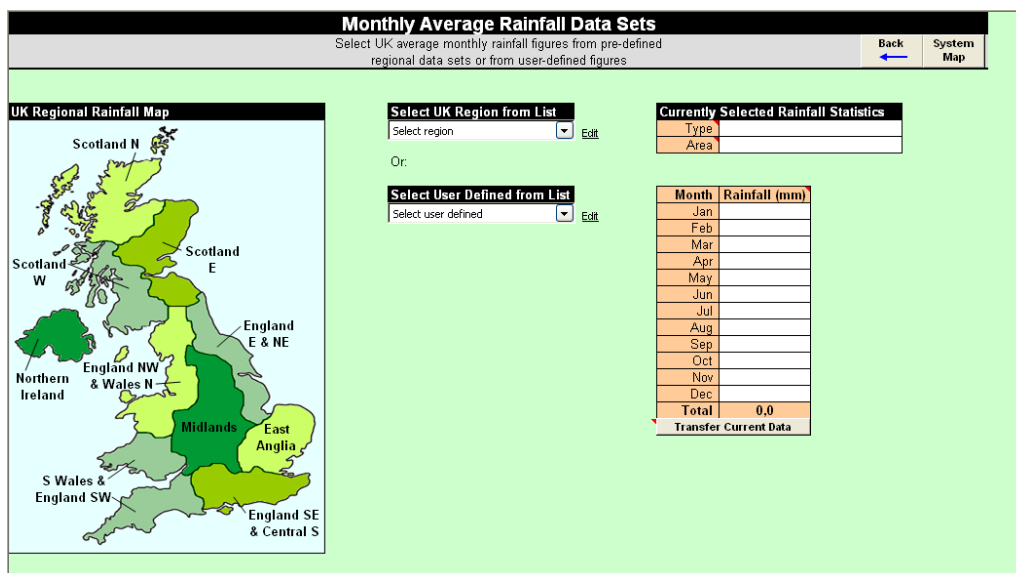 Monthly Average Rainfall Data Sets
Select UK average monthly rainfall figures from pre-defined
regional data sets or from user-defined figures
Back
System
Map
UK Regional Rainfall Map
Scotland N
Scotland
E
Scotland
W
England
E & NE
Northern
Ireland
England NW
& Wales N
Midlands
East
Anglia
S Wales &
England SW
England SE
& Central S
Select UK Region from List
Select region
Edit
Or:
Select User Defined from List
Select user defined
Edit
Currently Selected Rainfall Statistics
Type
Area
Month Rainfall (mm)
Jan
Feb
Mar
Apr
May
Jun
Jul
Aug
Sep
Oct
Nov
Dec
Total 0,0
Transfer Current Data